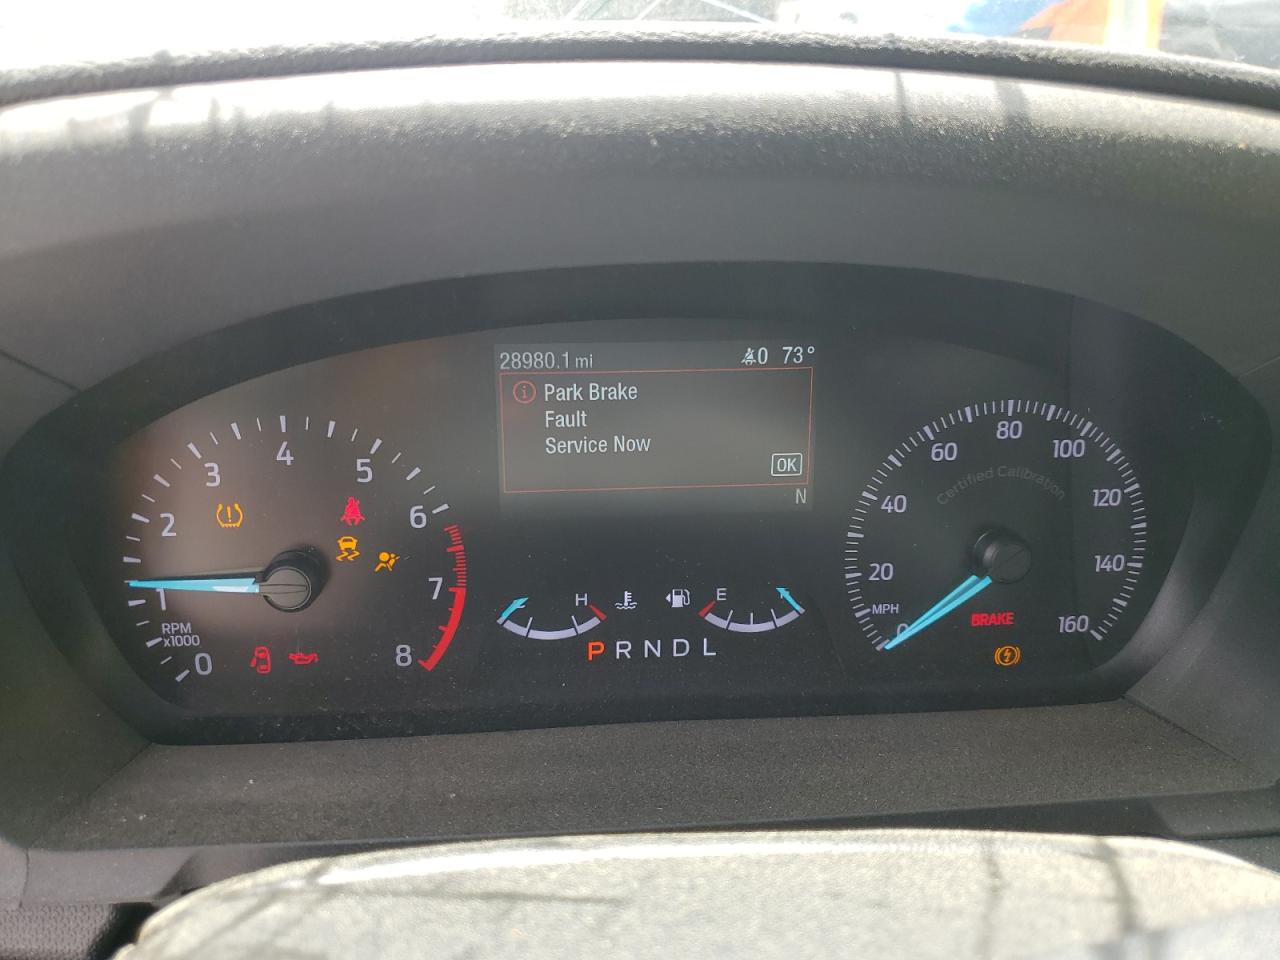 28980.1 mi
0 73°
Park Brake
Fault
Service Now
OK
N
0
1
2
3
4
5
6
7
8
RPM
x1000
H
E
P R N D L
0
20
40
60
80
100
120
140
160
MPH
Certified Calibration
BRAKE